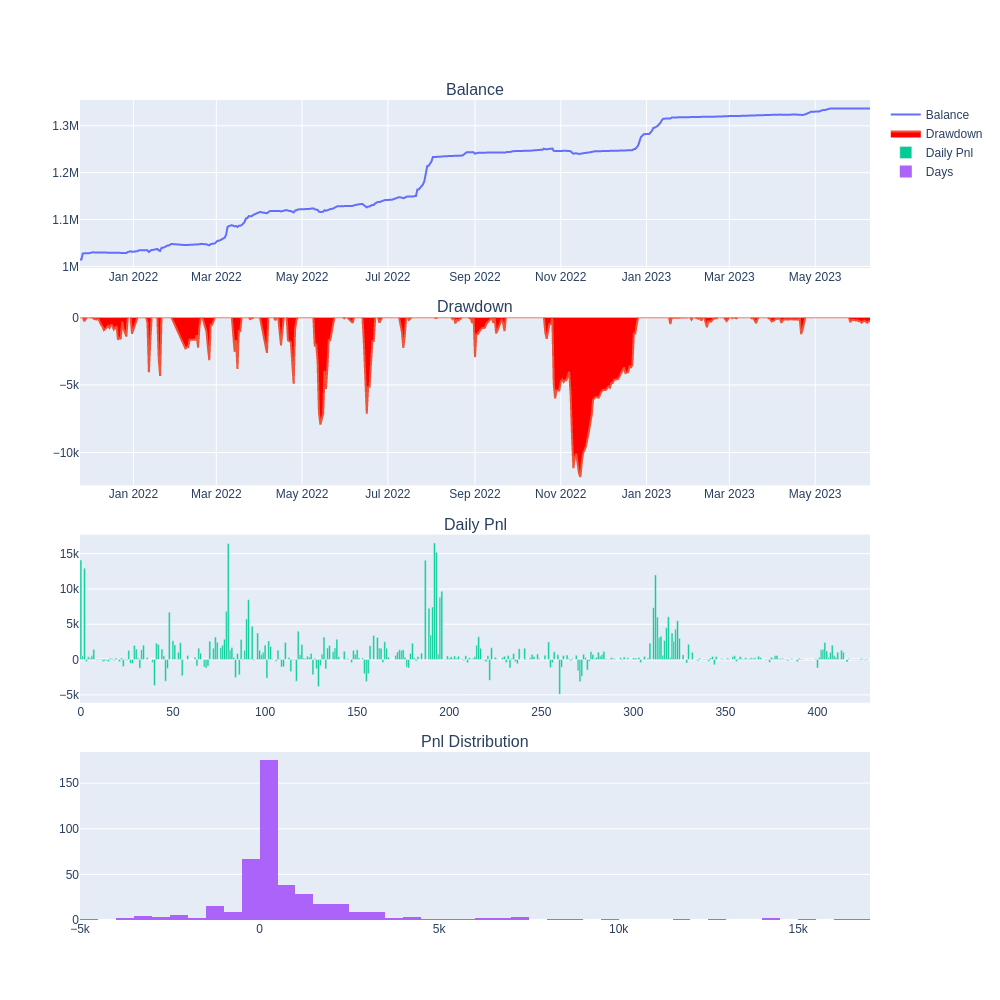 Balance
1.3M
1.2M
1.1M
1M
Jan 2022 Mar 2022 May 2022 Jul 2022 Sep 2022 Nov 2022 Jan 2023 Mar 2023 May 2023
Balance
Drawdown
Daily Pnl
Days
Drawdown
0
−5k
−10k
Jan 2022 Mar 2022 May 2022 Jul 2022 Sep 2022 Nov 2022 Jan 2023 Mar 2023 May 2023
Daily Pnl
15k
10k
5k
0
−5k
0 50 100 150 200 250 300 350 400
Pnl Distribution
150
100
50
0
−5k 0 5k 10k 15k